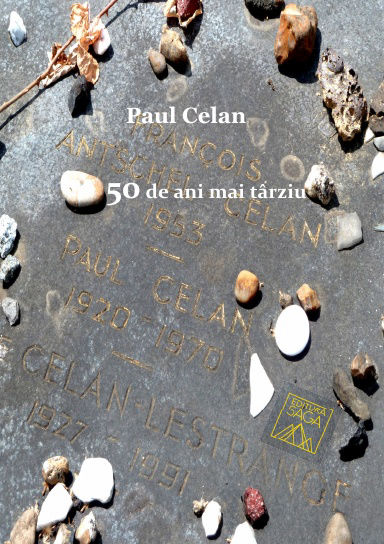 Paul Celan
FRANÇOIS
ANTSCHEL CELAN
50 de ani mai târziu
1953
PAUL CELAN
1920 - 1970
CELAN-LESTRANGE
1927 - 1991
EDITURA
SAGA